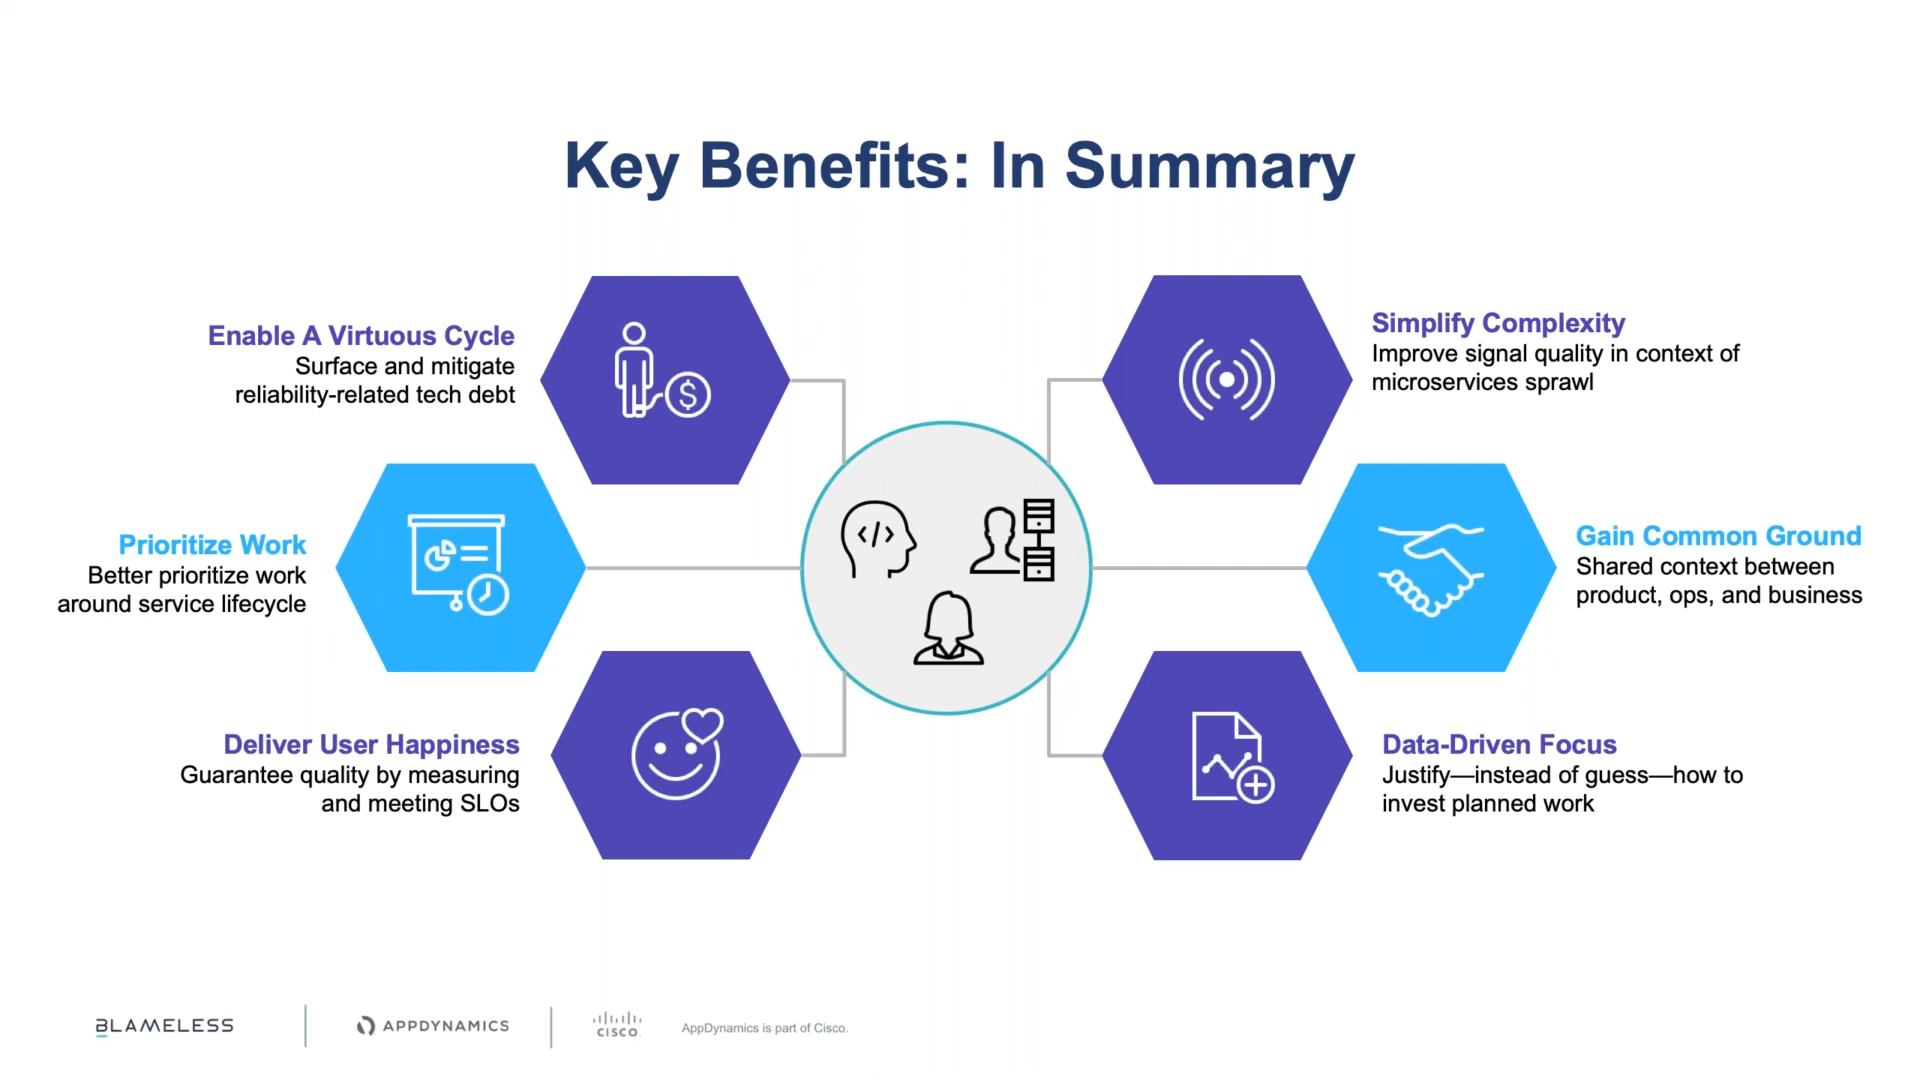 Key Benefits: In Summary
Enable A Virtuous Cycle
Surface and mitigate
reliability-related tech debt
$
Simplify Complexity
Improve signal quality in context of
microservices sprawl
Prioritize Work
Better prioritize work
around service lifecycle
</>
Gain Common Ground
Shared context between
product, ops, and business
Deliver User Happiness
Guarantee quality by measuring
and meeting SLOs
Data-Driven Focus
Justify—instead of guess—how to
invest planned work
BLAMELESS
APPDYNAMICS
CISCO
AppDynamics is part of Cisco.